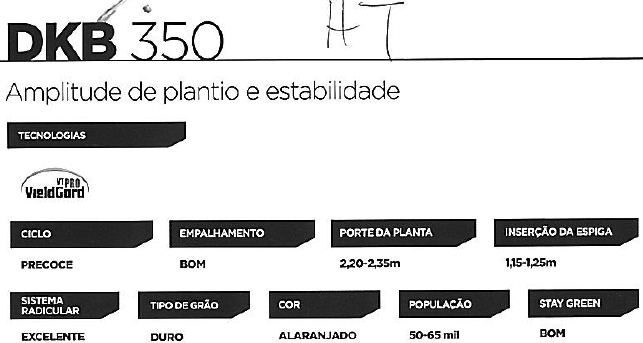 DKB 350
HT
Amplitude de plantio e estabilidade
TECNOLOGIAS
VT PRO
YieldGard
CICLO EMPALHAMENTO PORTE DA PLANTA INSERÇÃO DA ESPIGA
PRECOCE BOM 2,20-2,35m 1,15-1,25m
SISTEMA
RADICULAR TIPO DE GRÃO COR POPULAÇÃO STAY GREEN
EXCELENTE DURO ALARANJADO 50-65 mil BOM